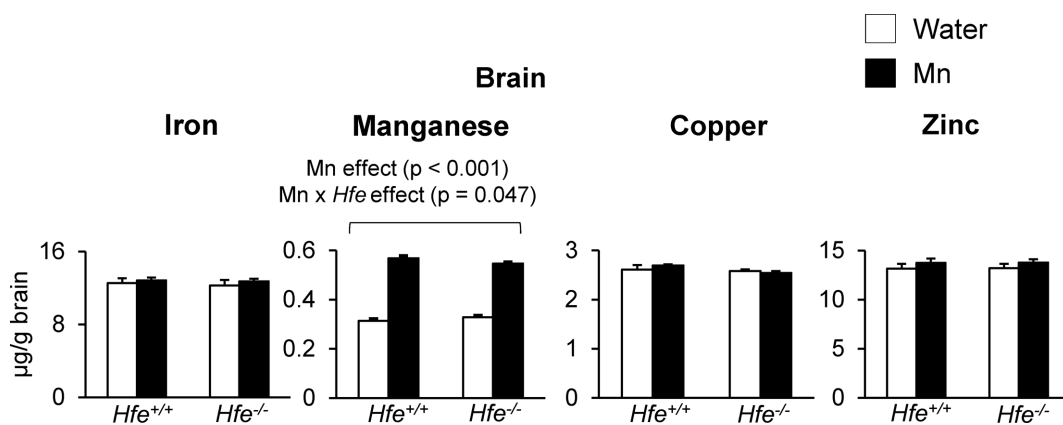 Water
Mn
Brain
Iron
Manganese
Copper
Zinc
Mn effect (p < 0.001)
Mn x Hfe effect (p = 0.047)
µg/g brain
16
12
8
4
0
Hfe+/+
Hfe-/-
0.6
0.4
0.2
0
Hfe+/+
Hfe-/-
3
2
1
0
Hfe+/+
Hfe-/-
15
10
5
0
Hfe+/+
Hfe-/-